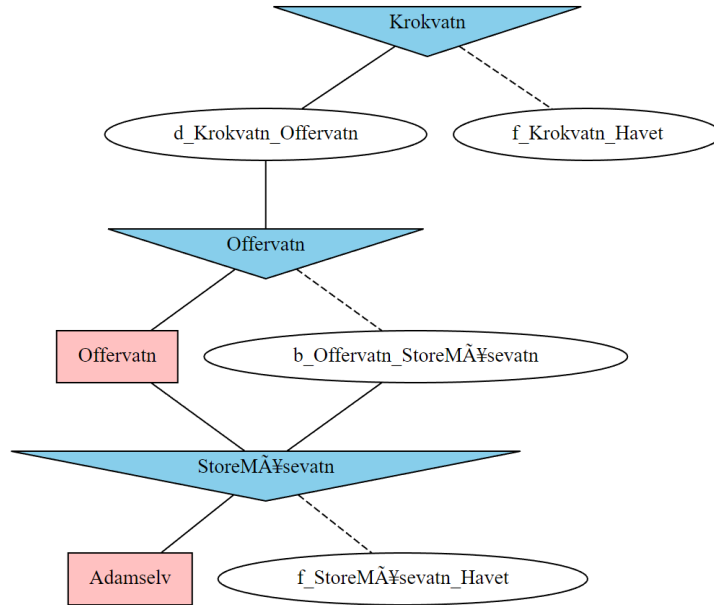 Krokvatn
d_Krokvatn_Offervatn
f_Krokvatn_Havet
Offervatn
Offervatn
b_Offervatn_StoreMÃ¥sevatn
StoreMÃ¥sevatn
Adamselv
f_StoreMÃ¥sevatn_Havet